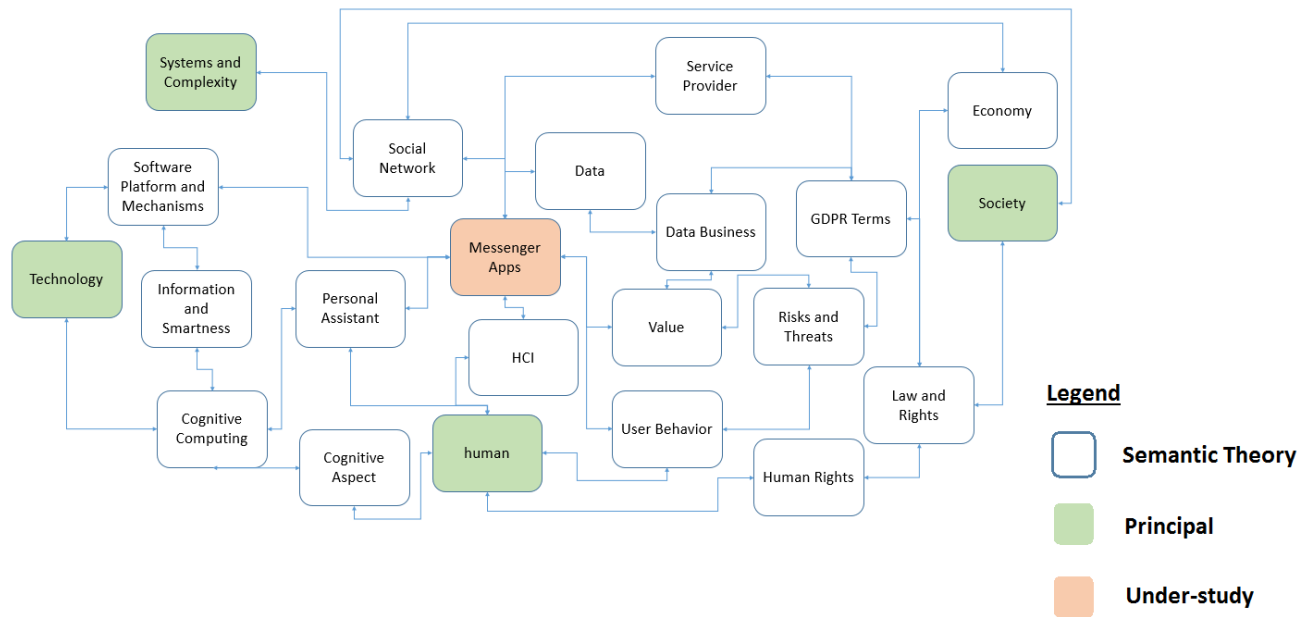 Systems and
Complexity
Service
Provider
Economy
Social
Network
Data
Software
Platform and
Mechanisms
Society
GDPR Terms
Data Business
Messenger
Apps
Technology
Information
and
Smartness
Personal
Assistant
Value
Risks and
Threats
HCI
Law and
Rights
Legend
Cognitive
Computing
User Behavior
human
Cognitive
Aspect
Human Rights
Semantic Theory
Principal
Under-study